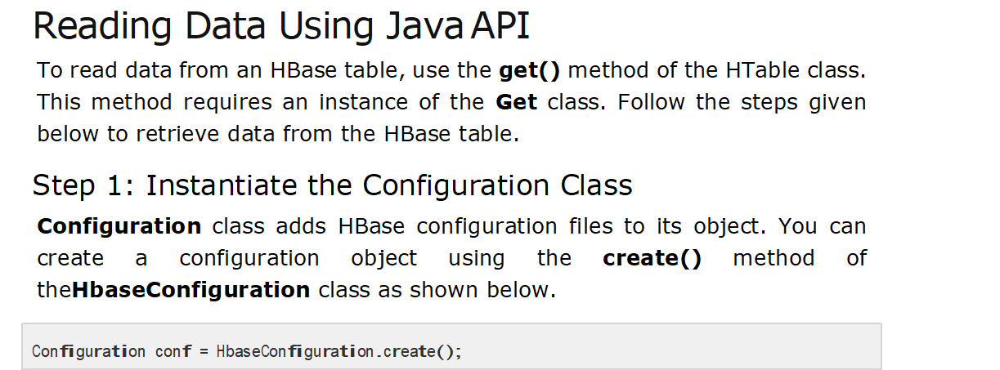 Reading Data Using Java API
To read data from an HBase table, use the get() method of the HTable class.
This method requires an instance of the Get class. Follow the steps given
below to retrieve data from the HBase table.
Step 1: Instantiate the Configuration Class
Configuration class adds HBase configuration files to its object. You can
create a configuration object using the create() method of
theHbaseConfiguration class as shown below.
Configuration conf = HbaseConfiguration.create();